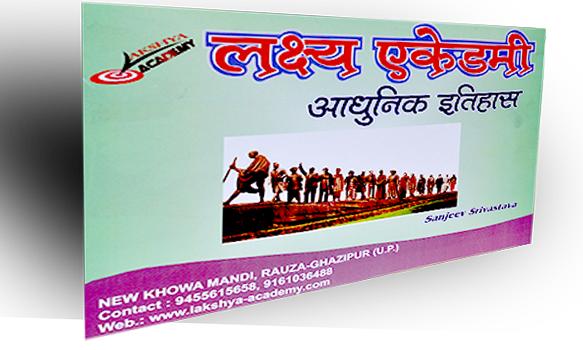 LAKSHYA
ACADEMY
लक्ष्य एकेडमी
आधुनिक इतिहास
Sanjeev Srivastava
NEW KHOWA MANDI, RAUZA-GHAZIPUR (U.P.)
Contact : 9455615658, 9161036488
Web.: www.lakshya-academy.com